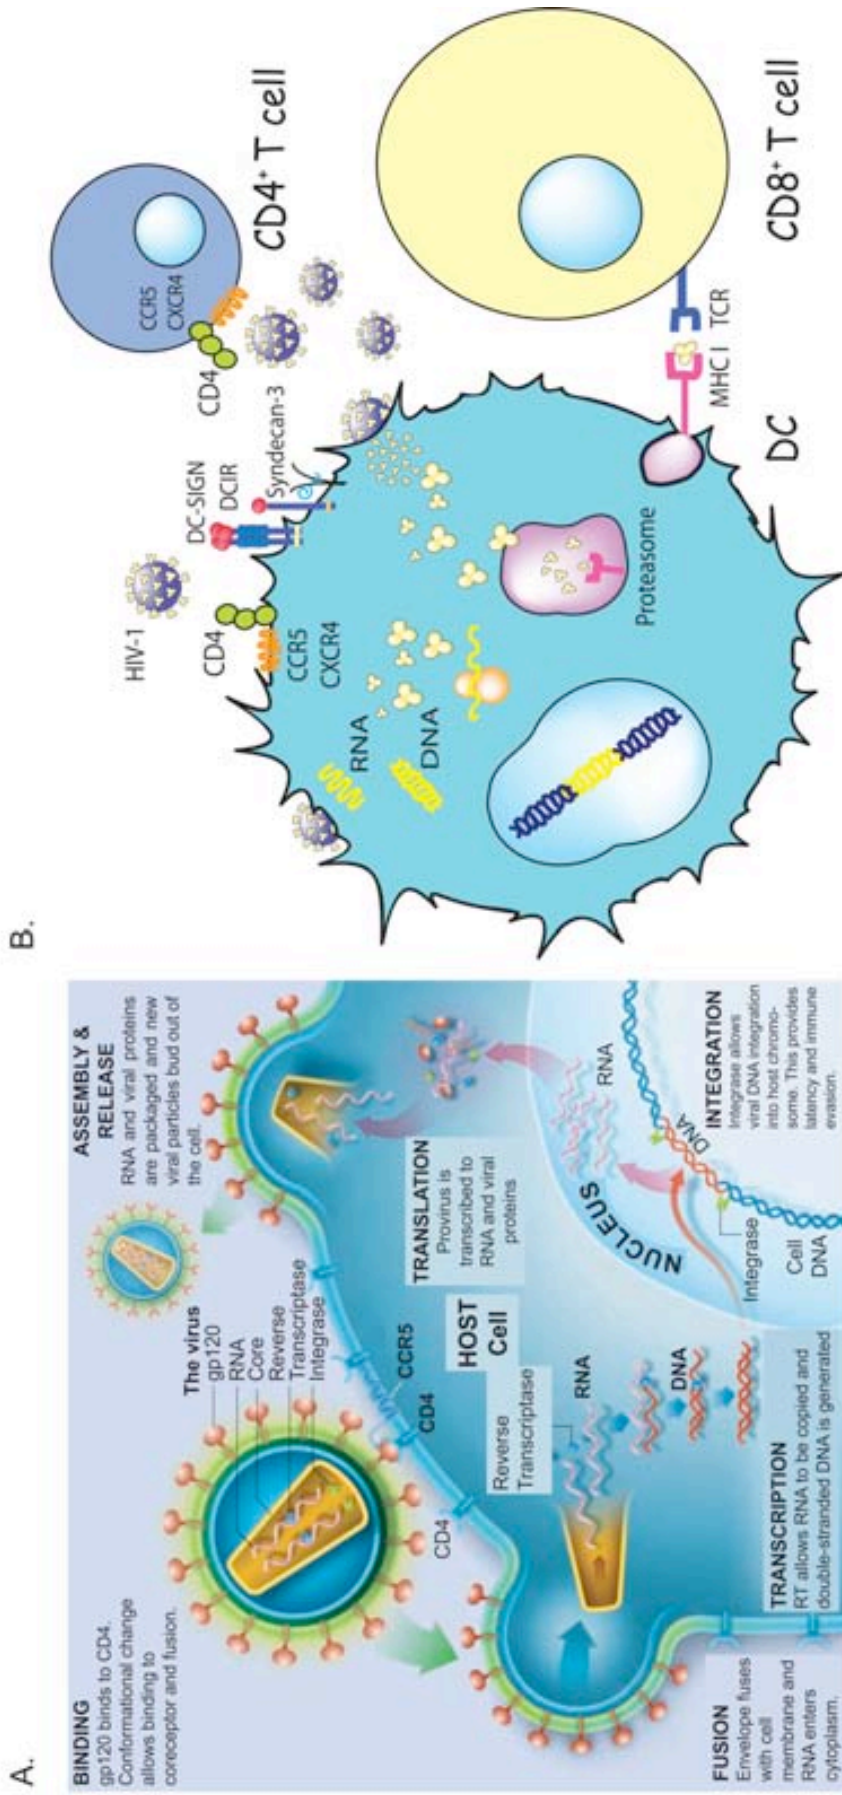 A.
BINDING
gp120 binds to CD4.
Conformational change
allows binding to
coreceptor and fusion.
The virus
gp120
RNA
Core
Reverse
Transcriptase
Integrase
ASSEMBLY &
RELEASE
RNA and viral proteins
are packaged and new
viral particles bud out of
the cell.
CD4
CD4
CCR5
HOST
Cell
Reverse
Transcriptase
RNA
DNA
TRANSLATION
Provirus is
transcribed to
RNA and viral
proteins
NUCLEUS
RNA
DNA
Integrase
Cell
DNA
FUSION
Envelope fuses
with cell
membrane and
RNA enters
cytoplasm.
TRANSCRIPTION
RT allows RNA to be copied and
double-stranded DNA is generated
INTEGRATION
Integrase allows
viral DNA integration
into host chromo-
some. This provides
latency and immune
evasion.
B.
HIV-1
CD4
CCR5
CXCR4
DC-SIGN
DCIR
Syndecan-3
CD4
CCR5
CXCR4
CD4+ T cell
RNA
DNA
Proteasome
DC
MHC I
TCR
CD8+ T cell